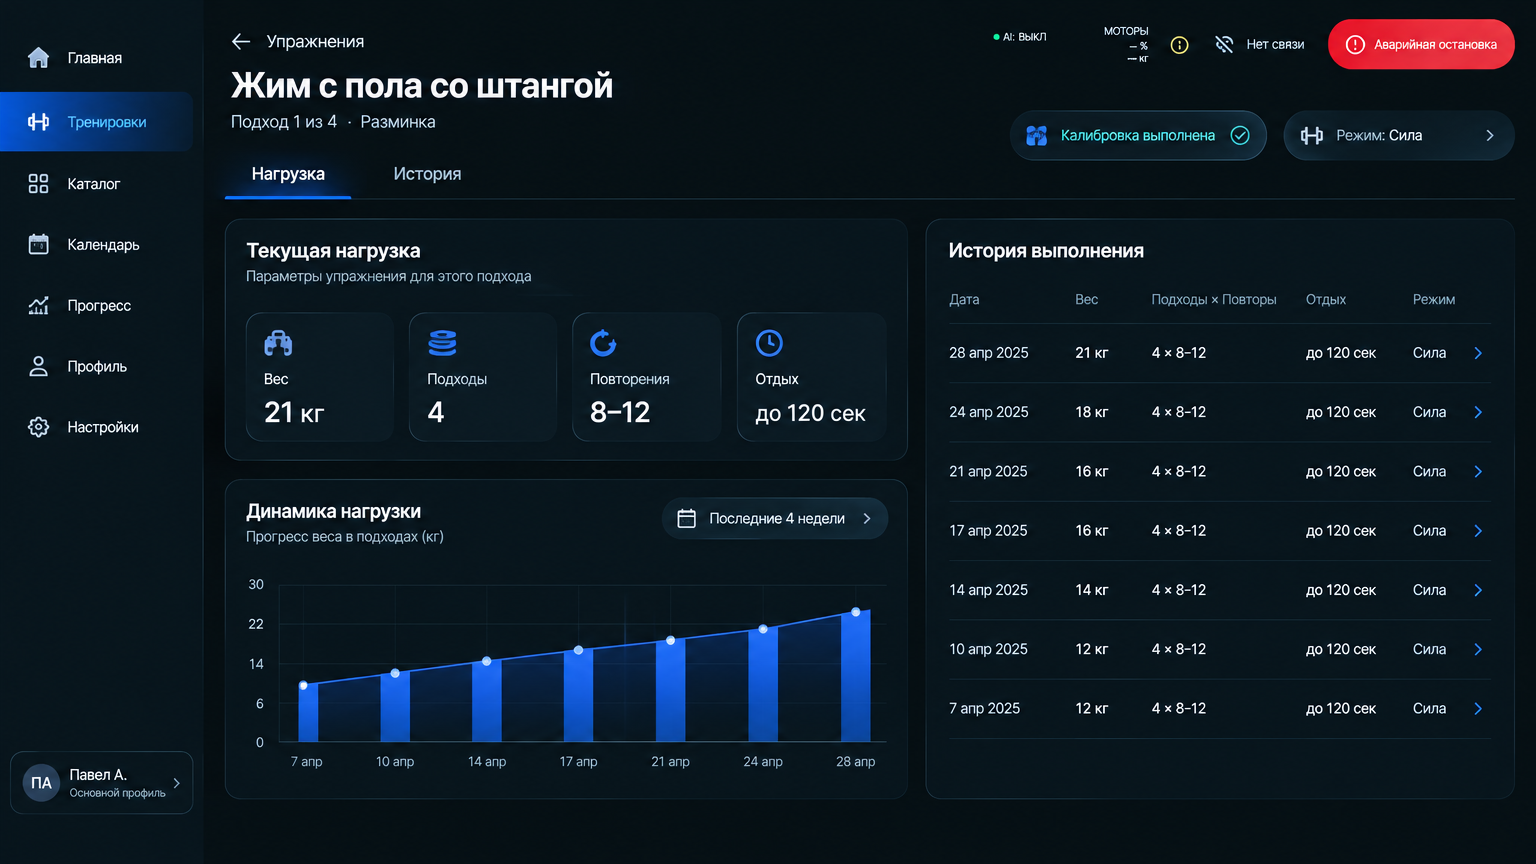 Главная
Тренировки
Каталог
Календарь
Прогресс
Профиль
Настройки
ПА
Павел А.
Основной профиль
Упражнения
Жим с пола со штангой
Подход 1 из 4 · Разминка
AI: ВЫКЛ
МОТОРЫ
— %
— кг
Нет связи
Аварийная остановка
Калибровка выполнена
Режим: Сила
Нагрузка
История
Текущая нагрузка
Параметры упражнения для этого подхода
Вес
21 кг
Подходы
4
Повторения
8–12
Отдых
до 120 сек
Динамика нагрузки
Прогресс веса в подходах (кг)
Последние 4 недели
30
22
14
6
0
7 апр
10 апр
14 апр
17 апр
21 апр
24 апр
28 апр
История выполнения
Дата Вес Подходы × Повторы Отдых Режим
28 апр 2025 21 кг 4 × 8–12 до 120 сек Сила
24 апр 2025 18 кг 4 × 8–12 до 120 сек Сила
21 апр 2025 16 кг 4 × 8–12 до 120 сек Сила
17 апр 2025 16 кг 4 × 8–12 до 120 сек Сила
14 апр 2025 14 кг 4 × 8–12 до 120 сек Сила
10 апр 2025 12 кг 4 × 8–12 до 120 сек Сила
7 апр 2025 12 кг 4 × 8–12 до 120 сек Сила